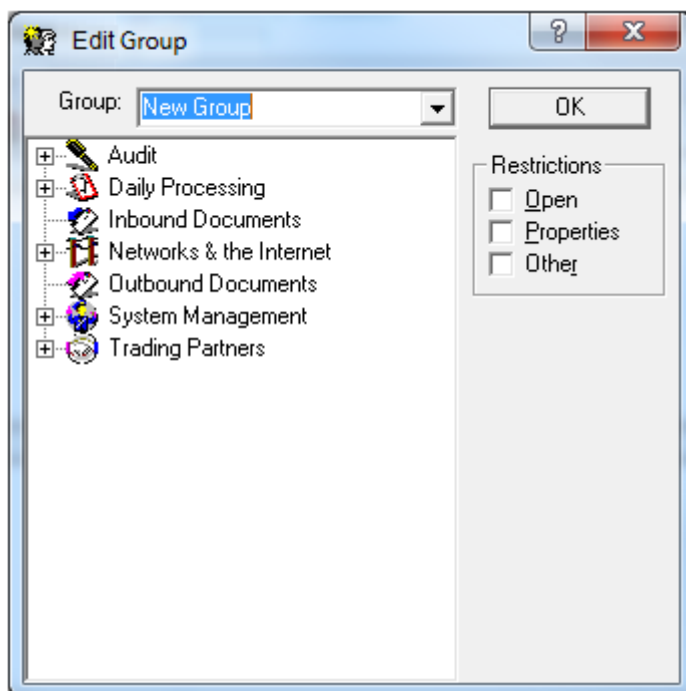 Edit Group
Group: New Group
OK
Audit
Daily Processing
Inbound Documents
Networks & the Internet
Outbound Documents
System Management
Trading Partners
Restrictions
Open
Properties
Other